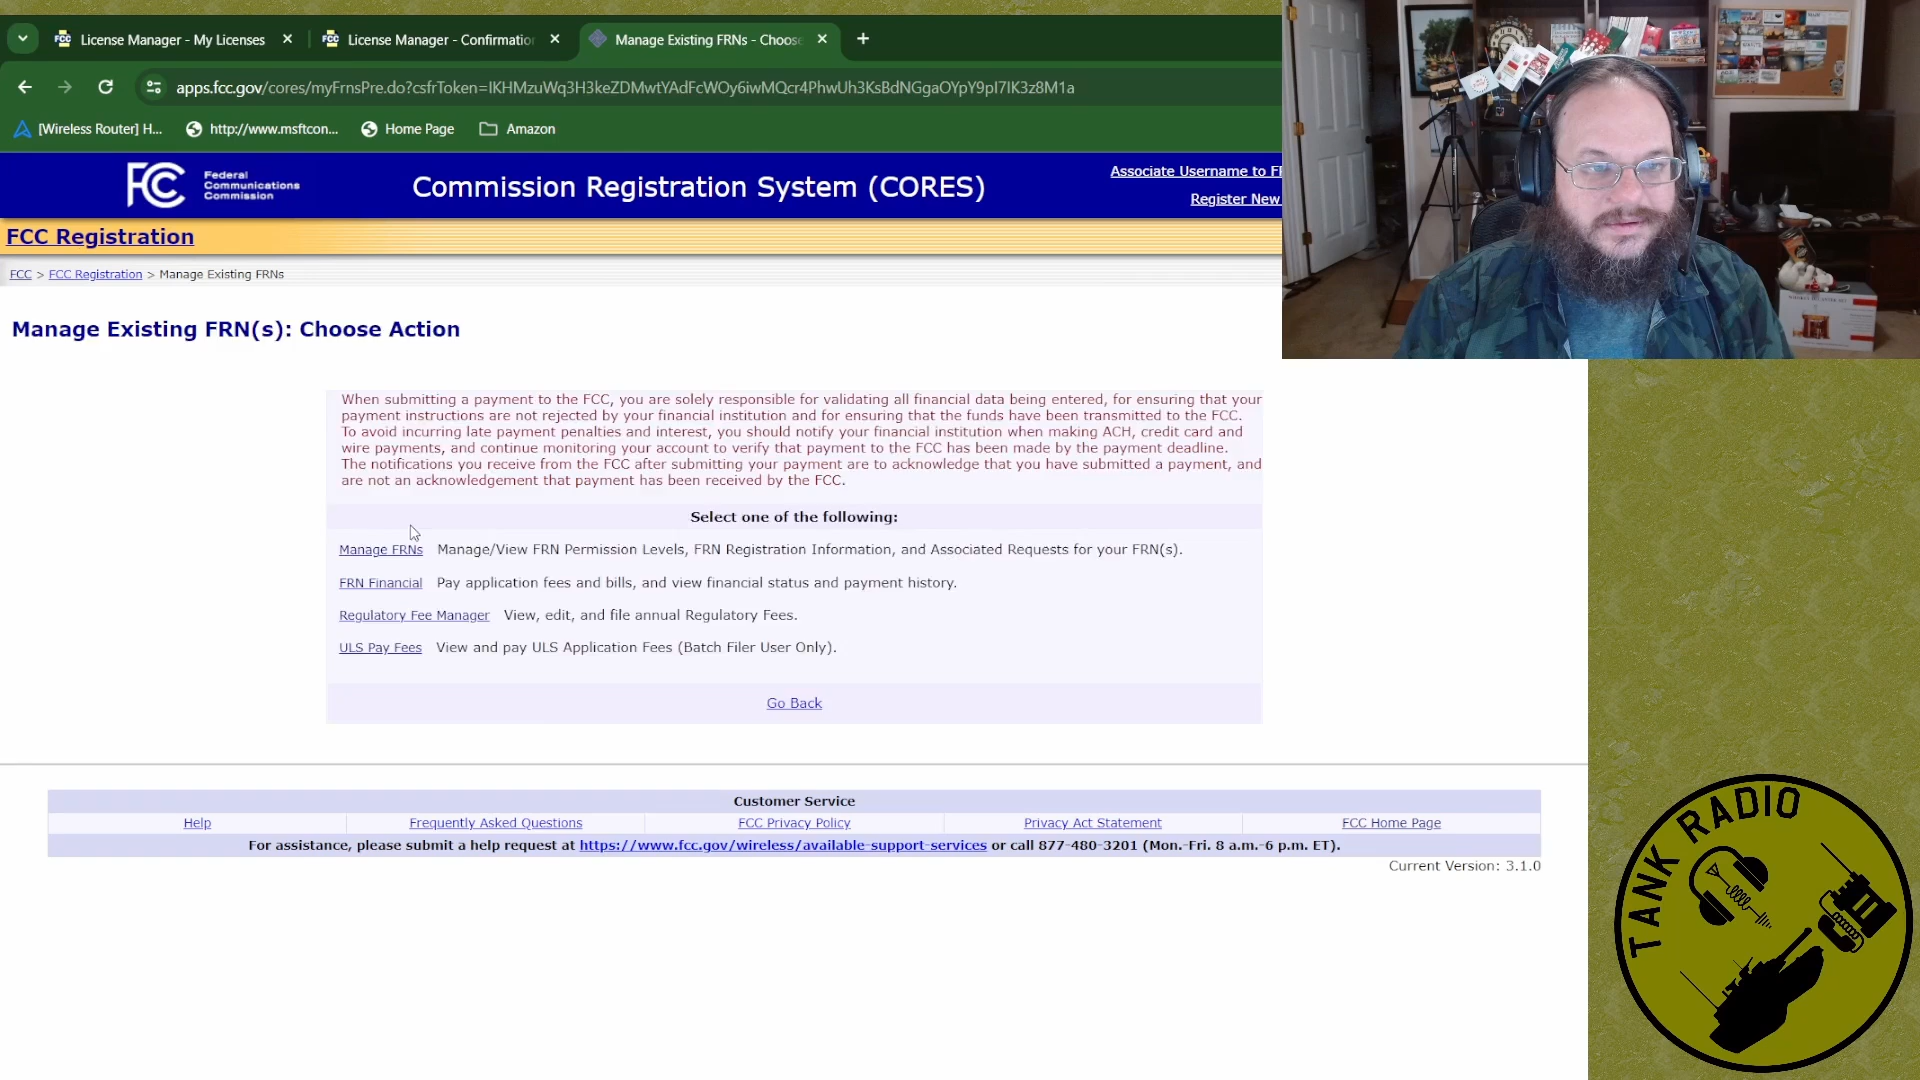 License Manager - My Licenses
License Manager - Confirmatio
Manage Existing FRNs - Choose
apps.fcc.gov/cores/myFrnsPre.do?csfrToken=IKHMzuWq3H3keZDMwtYAdFcWOy6iwMQcr4PhwUh3KsBdNGgaOYpY9pI7IK3z8M1a
[Wireless Router] H...
http://www.msftcon...
Home Page
Amazon
FCC
Federal
Communications
Commission
Commission Registration System (CORES)
Associate Username to F
Register New
FCC Registration
FCC > FCC Registration > Manage Existing FRNs
Manage Existing FRN(s): Choose Action
When submitting a payment to the FCC, you are solely responsible for validating all financial data being entered, for ensuring that your
payment instructions are not rejected by your financial institution and for ensuring that the funds have been transmitted to the FCC.
To avoid incurring late payment penalties and interest, you should notify your financial institution when making ACH, credit card and
wire payments, and continue monitoring your account to verify that payment to the FCC has been made by the payment deadline.
The notifications you receive from the FCC after submitting your payment are to acknowledge that you have submitted a payment, and
are not an acknowledgement that payment has been received by the FCC.
Select one of the following:
Manage FRNs Manage/View FRN Permission Levels, FRN Registration Information, and Associated Requests for your FRN(s).
FRN Financial Pay application fees and bills, and view financial status and payment history.
Regulatory Fee Manager View, edit, and file annual Regulatory Fees.
ULS Pay Fees View and pay ULS Application Fees (Batch Filer User Only).
Go Back
Customer Service
Help Frequently Asked Questions FCC Privacy Policy Privacy Act Statement FCC Home Page
For assistance, please submit a help request at https://www.fcc.gov/wireless/available-support-services or call 877-480-3201 (Mon.-Fri. 8 a.m.-6 p.m. ET).
Current Version: 3.1.0
TANK RADIO